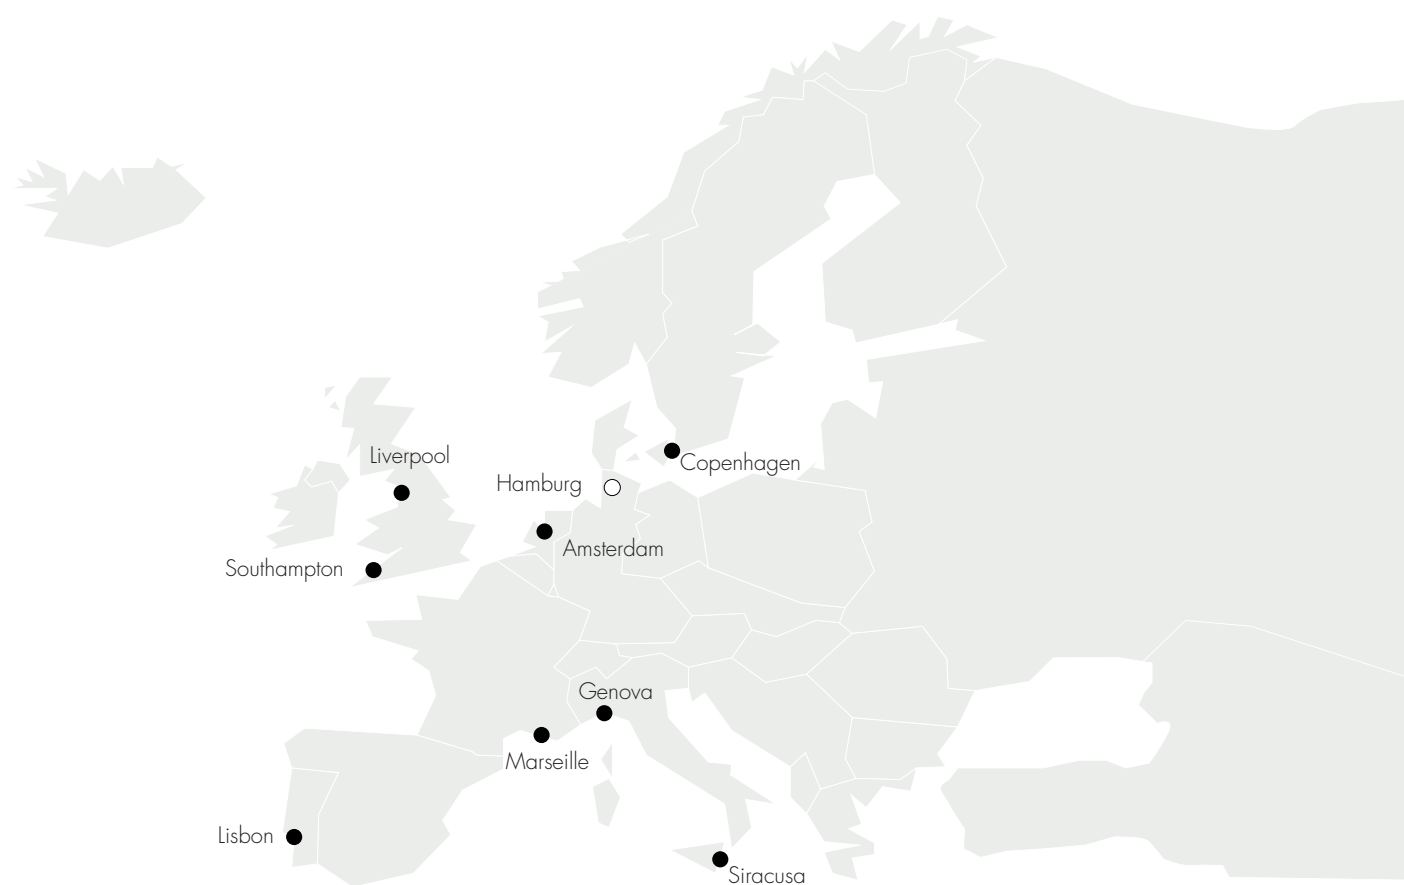 Liverpool
Copenhagen
Hamburg
Amsterdam
Southampton
Genova
Marseille
Lisbon
Siracusa